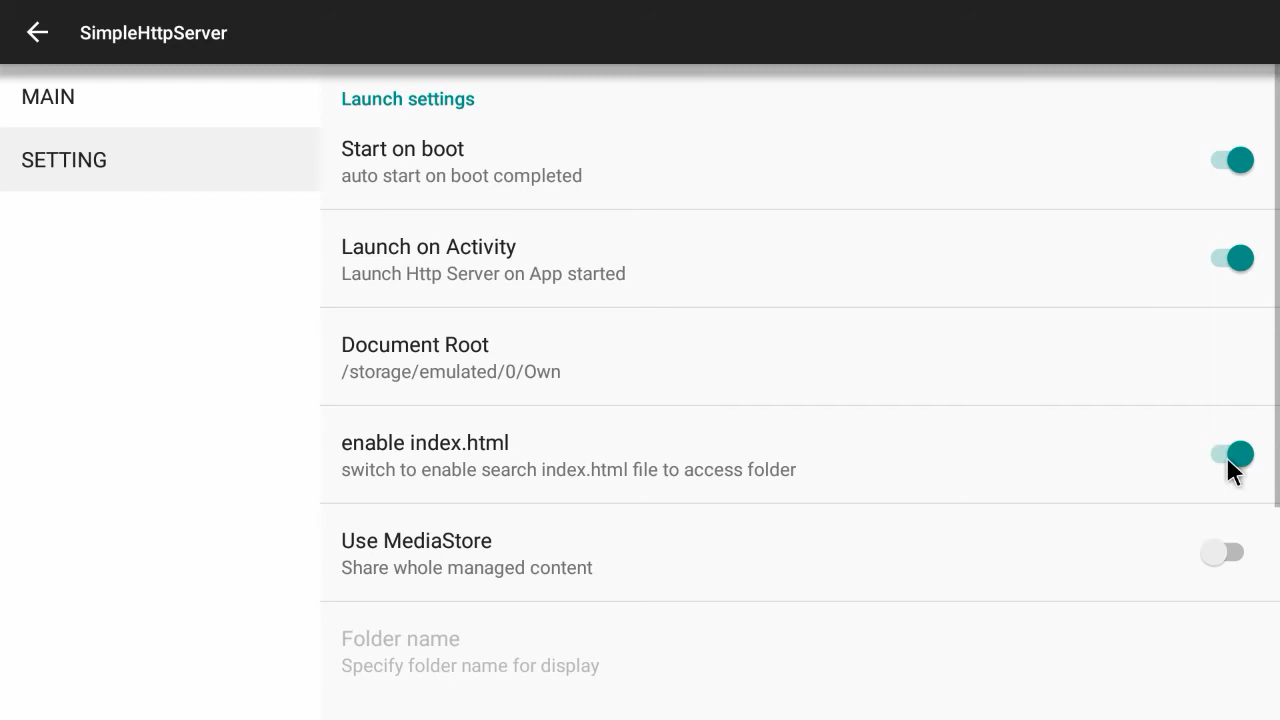 SimpleHttpServer
MAIN
SETTING
Launch settings
Start on boot
auto start on boot completed
Launch on Activity
Launch Http Server on App started
Document Root
/storage/emulated/0/Own
enable index.html
switch to enable search index.html file to access folder
Use MediaStore
Share whole managed content
Folder name
Specify folder name for display